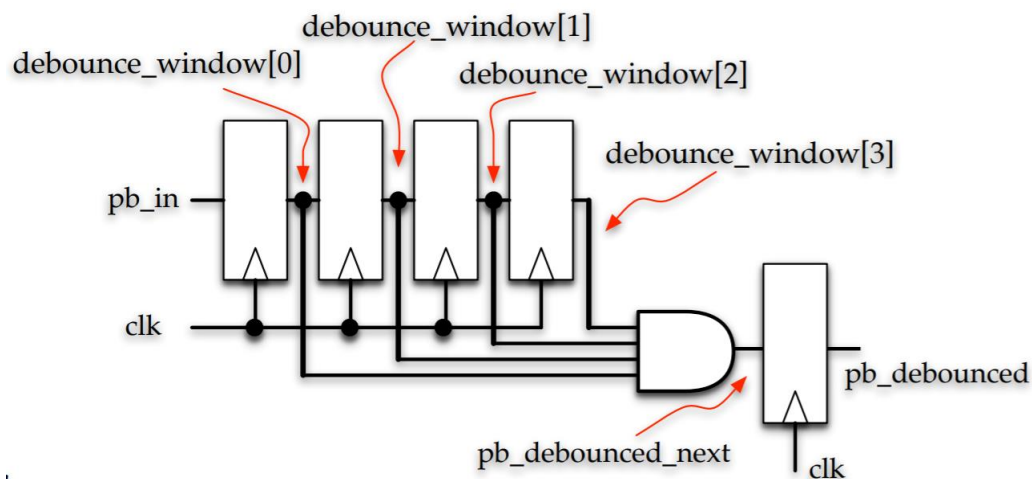 debounce_window[1]
debounce_window[0]
debounce_window[2]
debounce_window[3]
pb_in
clk
pb_debounced
pb_debounced_next
clk